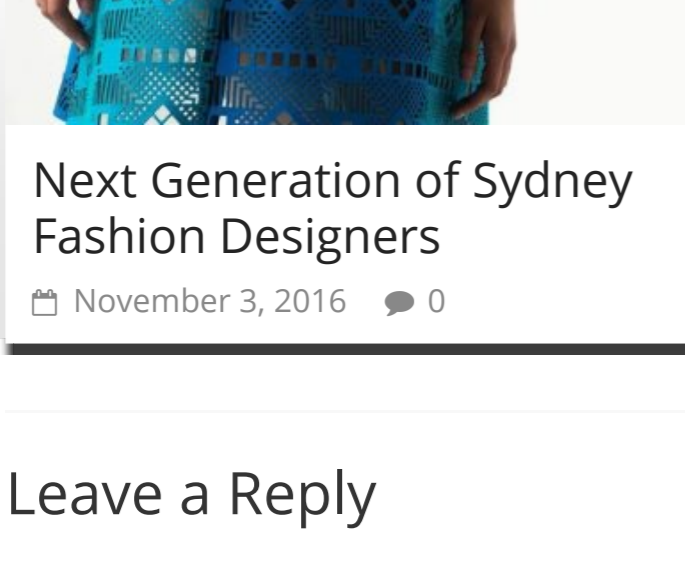 Next Generation of Sydney
Fashion Designers
November 3, 2016 0
Leave a Reply